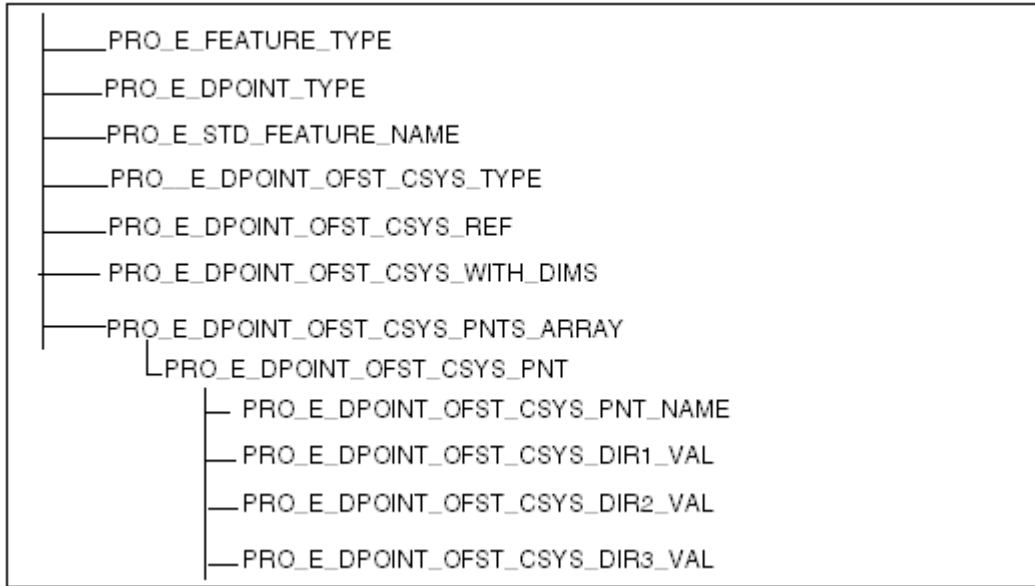 PRO_E_FEATURE_TYPE
PRO_E_DPOINT_TYPE
PRO_E_STD_FEATURE_NAME
PRO__E_DPOINT_OFST_CSYS_TYPE
PRO_E_DPOINT_OFST_CSYS_REF
PRO_E_DPOINT_OFST_CSYS_WITH_DIMS
PRO_E_DPOINT_OFST_CSYS_PNTS_ARRAY
PRO_E_DPOINT_OFST_CSYS_PNT
PRO_E_DPOINT_OFST_CSYS_PNT_NAME
PRO_E_DPOINT_OFST_CSYS_DIR1_VAL
PRO_E_DPOINT_OFST_CSYS_DIR2_VAL
PRO_E_DPOINT_OFST_CSYS_DIR3_VAL